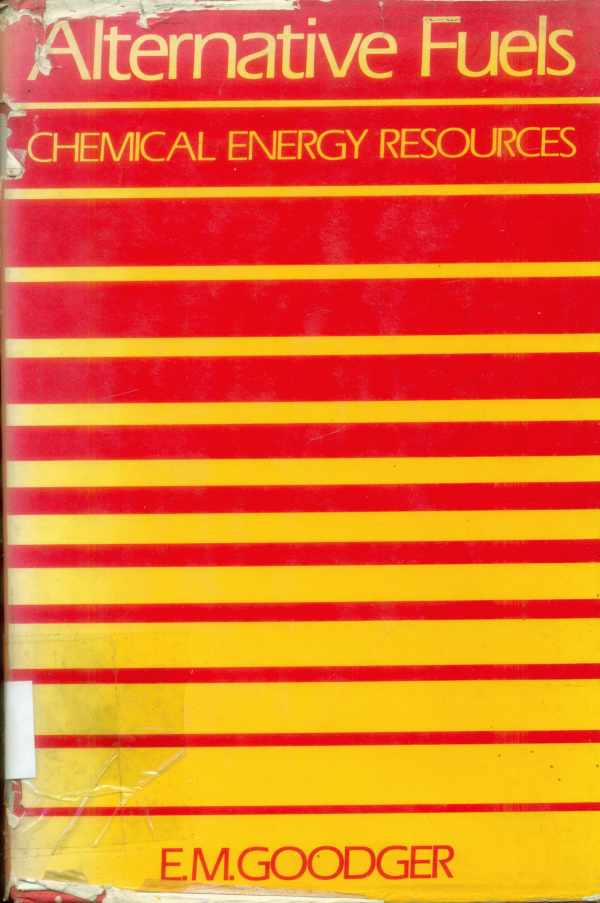 Alternative Fuels
CHEMICAL ENERGY RESOURCES
E.M.GOODGER